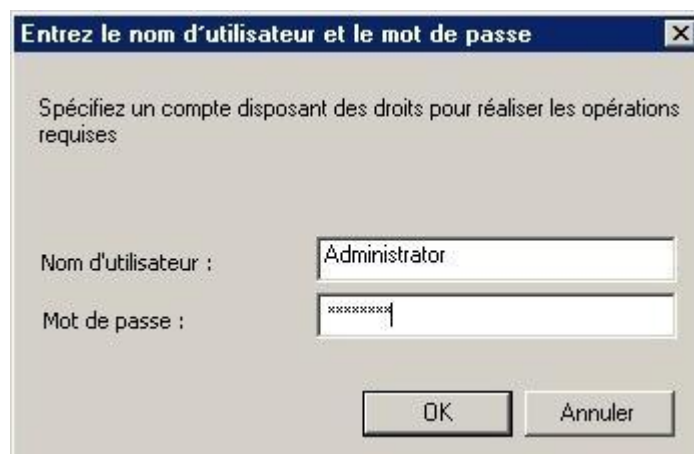 Entrez le nom d´utilisateur et le mot de passe
Spécifiez un compte disposant des droits pour réaliser les opérations
requises
Nom d'utilisateur :
Administrator
Mot de passe :
********
OK
Annuler